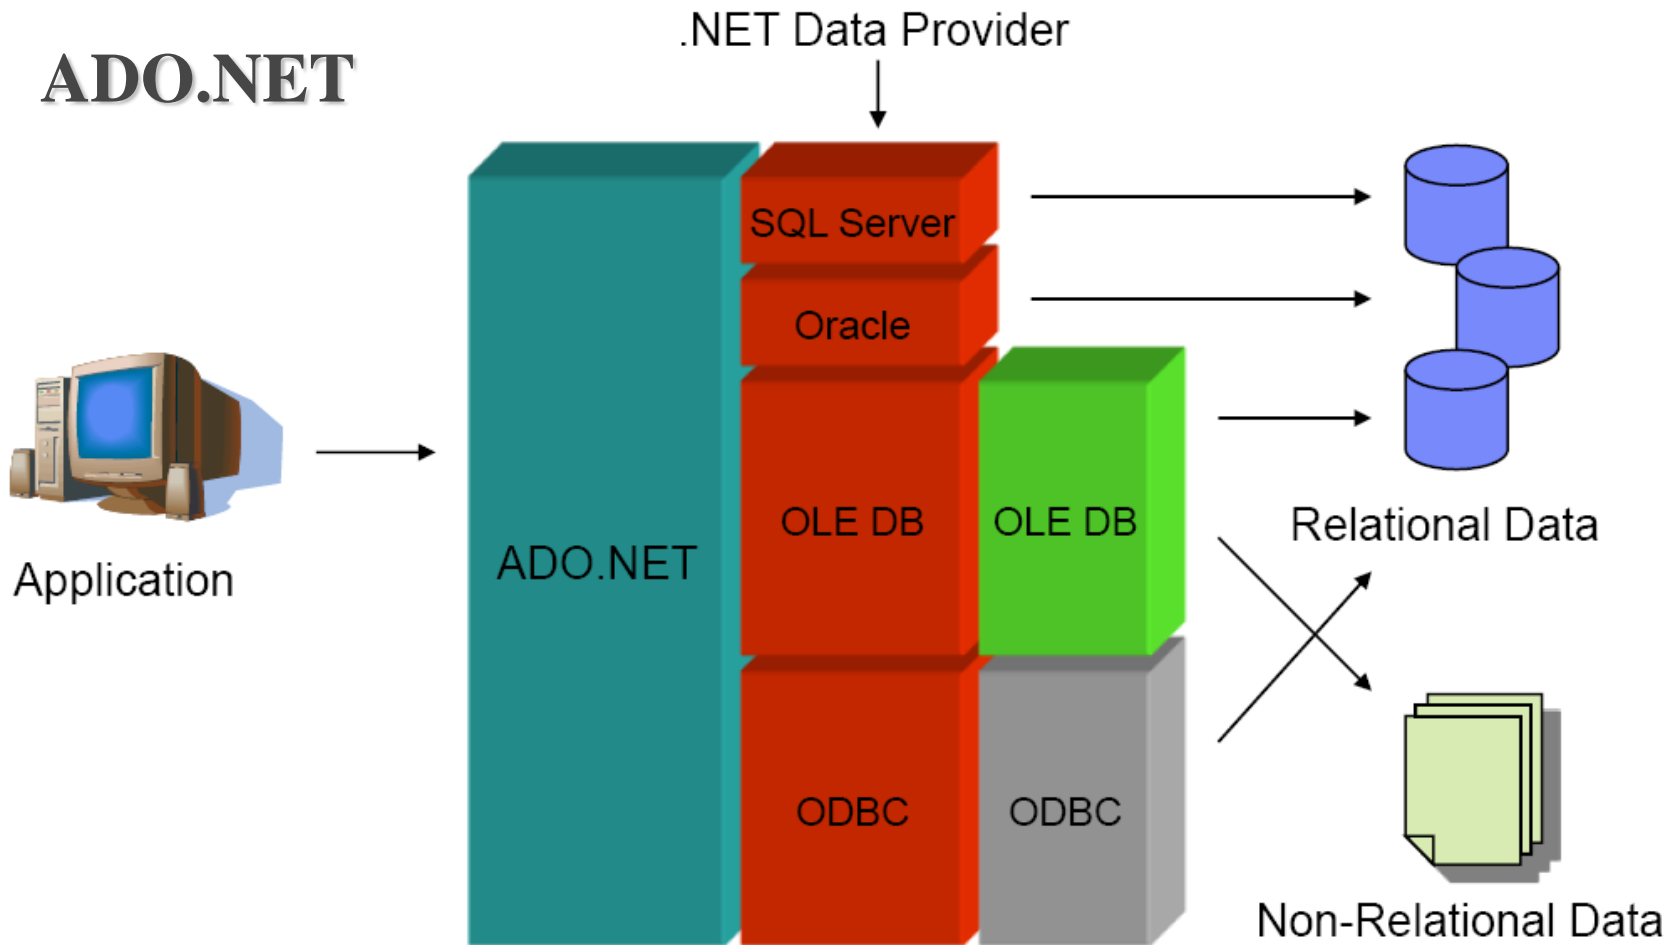 .NET Data Provider
ADO.NET
SQL Server
Oracle
OLE DB
OLE DB
Relational Data
ADO.NET
Application
ODBC
ODBC
Non-Relational Data